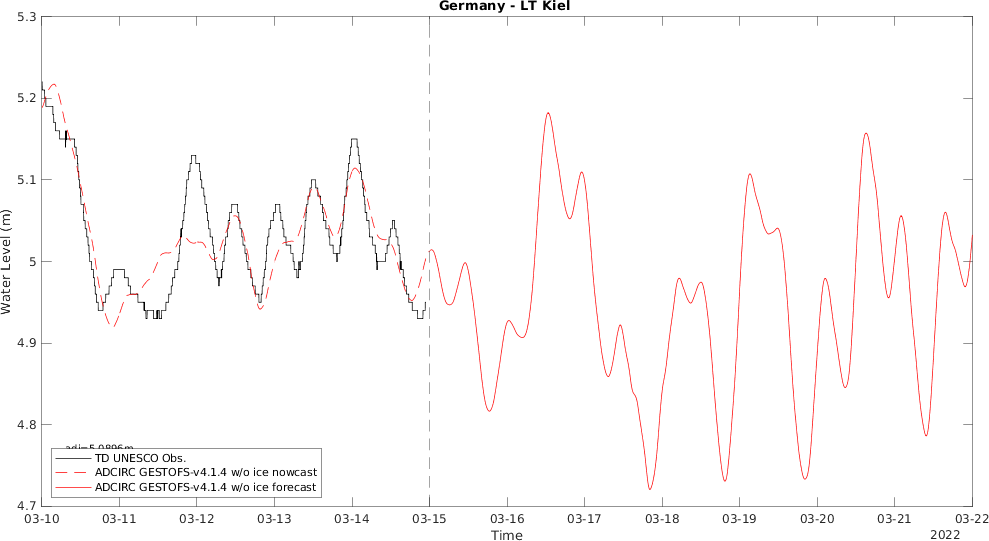 Germany - LT Kiel
5.3
5.2
5.1
5
4.9
4.8
4.7
Water Level (m)
adj=5.0896m
TD UNESCO Obs.
ADCIRC GESTOFS-v4.1.4 w/o ice nowcast
ADCIRC GESTOFS-v4.1.4 w/o ice forecast
03-10 03-11 03-12 03-13 03-14 03-15 03-16 03-17 03-18 03-19 03-20 03-21 03-22
Time
2022